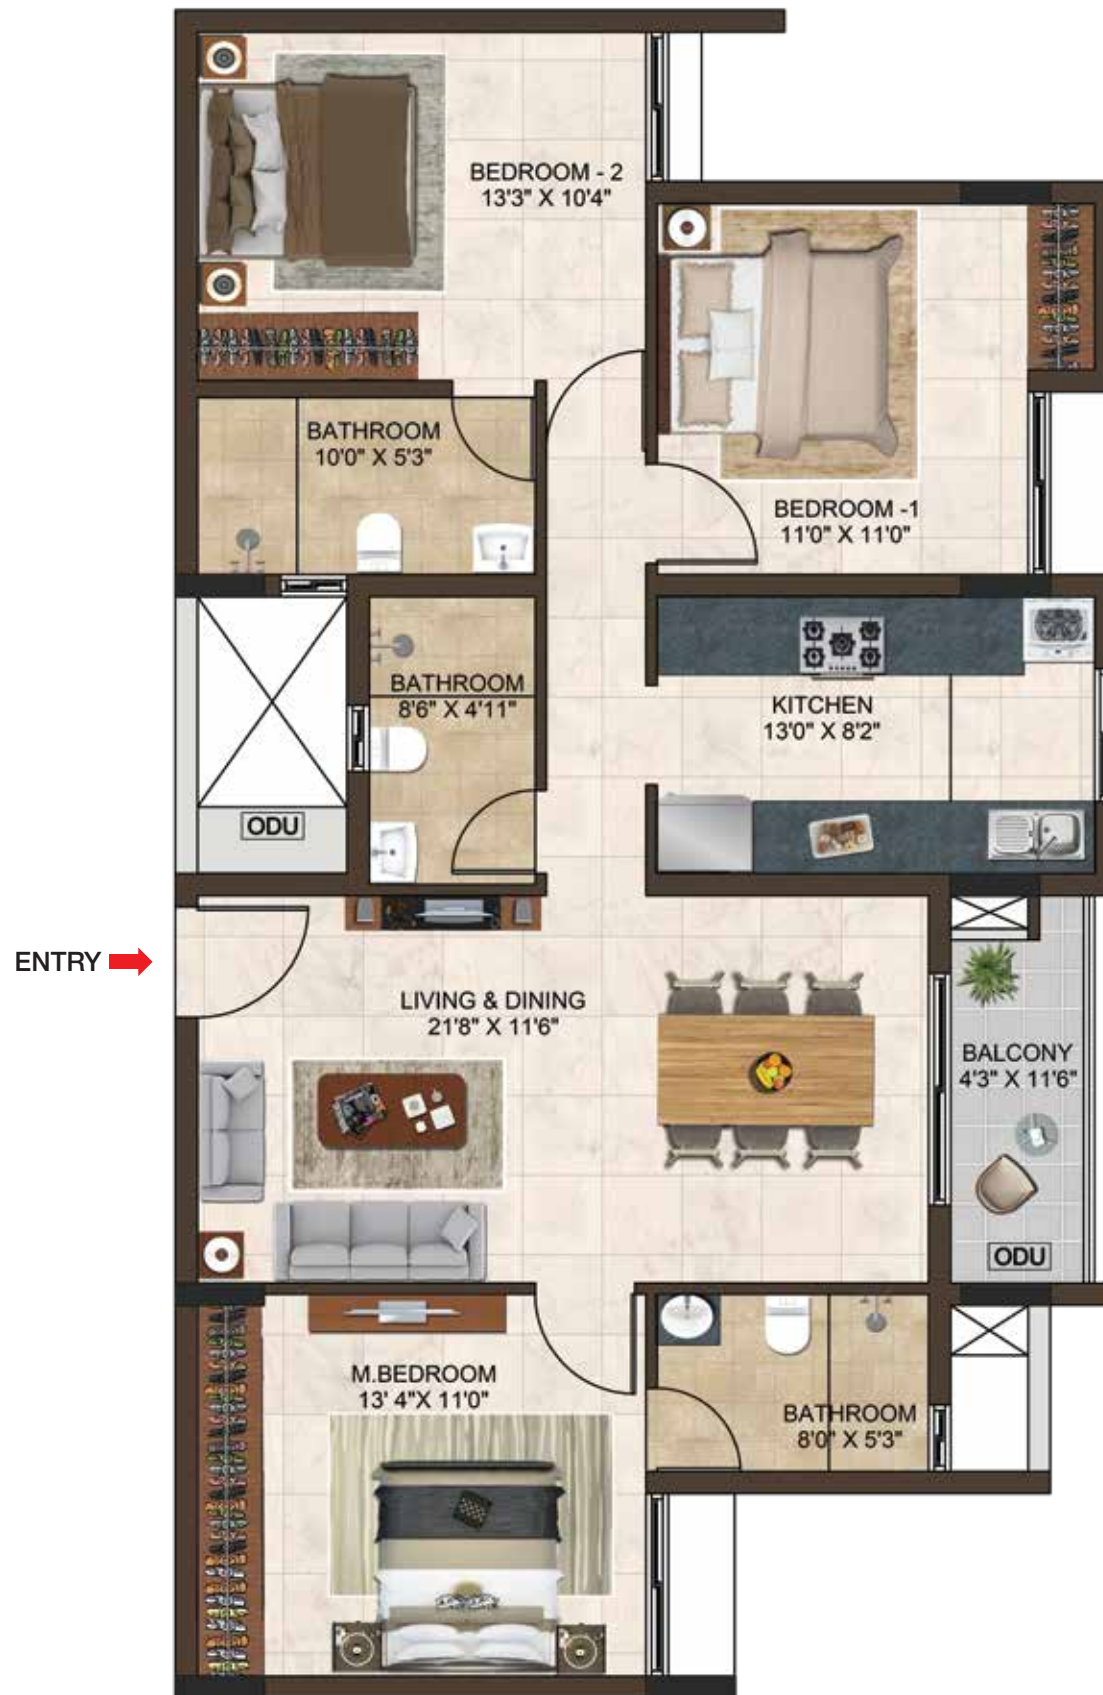 BEDROOM - 2
13'3" X 10'4"
BATHROOM
10'0" X 5'3"
BEDROOM -1
11'0" X 11'0"
BATHROOM
8'6" X 4'11"
KITCHEN
13'0" X 8'2"
ODU
ENTRY
LIVING & DINING
21'8" X 11'6"
BALCONY
4'3" X 11'6"
ODU
M.BEDROOM
13' 4"X 11'0"
BATHROOM
8'0" X 5'3"